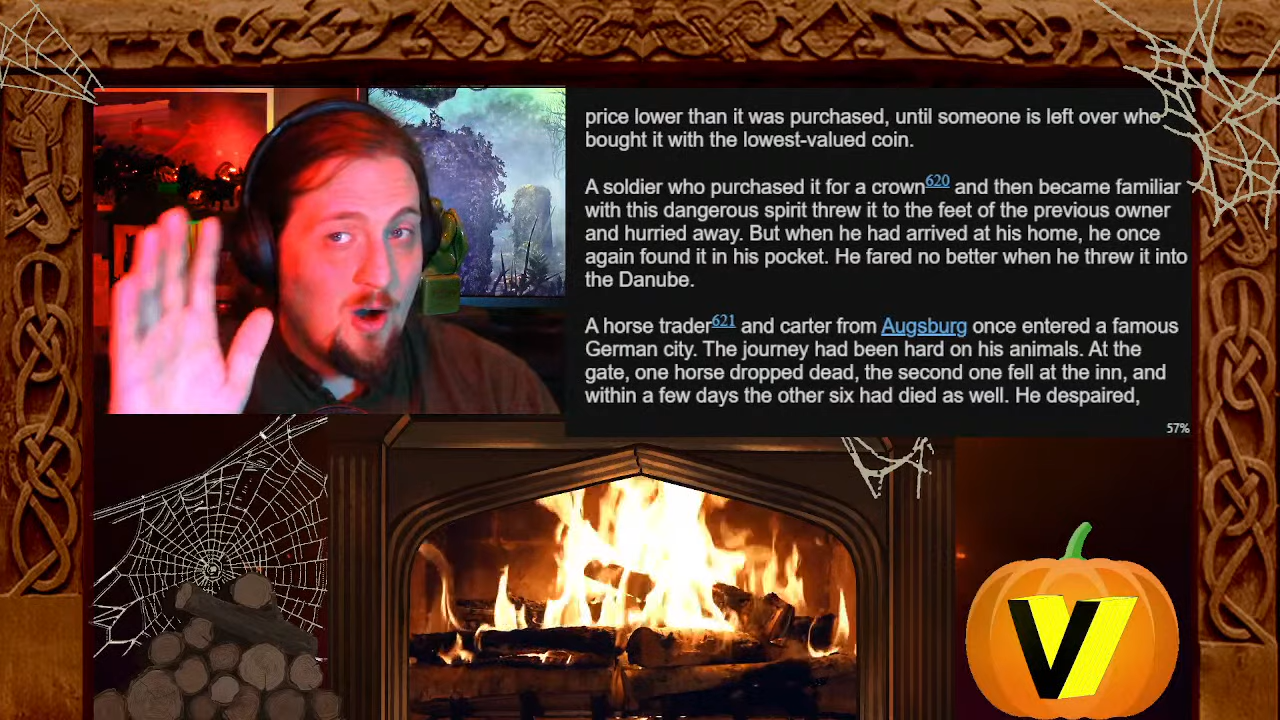 price lower than it was purchased, until someone is left over who
bought it with the lowest-valued coin.
A soldier who purchased it for a crown620 and then became familiar
with this dangerous spirit threw it to the feet of the previous owner
and hurried away. But when he had arrived at his home, he once
again found it in his pocket. He fared no better when he threw it into
the Danube.
A horse trader621 and carter from Augsburg once entered a famous
German city. The journey had been hard on his animals. At the
gate, one horse dropped dead, the second one fell at the inn, and
within a few days the other six had died as well. He despaired,
57%
V